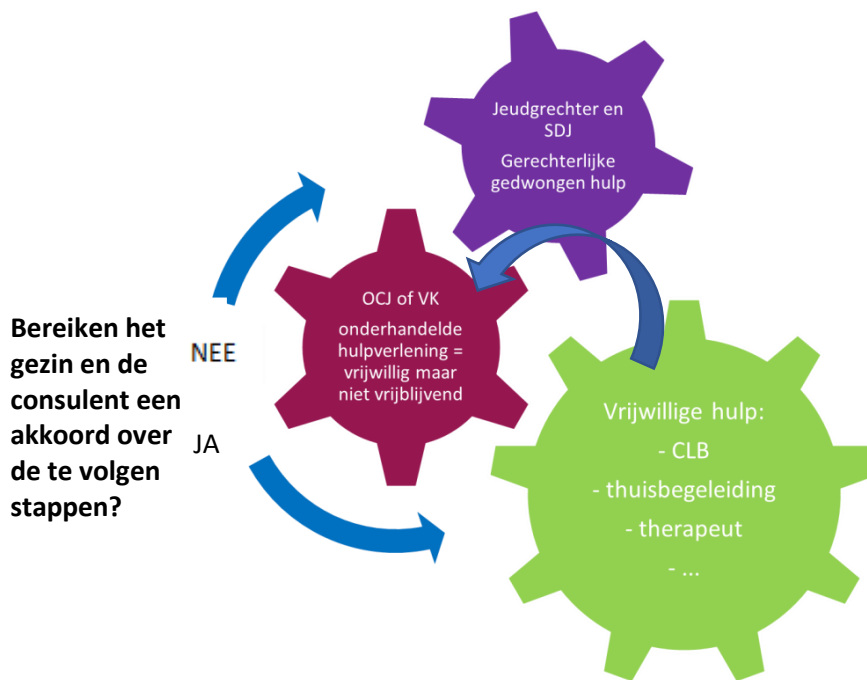 Jeudgrechter en
SDJ
Gerechterlijke
gedwongen hulp
OCJ of VK
onderhandelde
hulpverlening =
vrijwillig maar
niet vrijblijvend
Bereiken het
gezin en de
consulent een
akkoord over
de te volgen
stappen?
NEE
JA
Vrijwillige hulp:
- CLB
- thuisbegeleiding
- therapeut
- ...